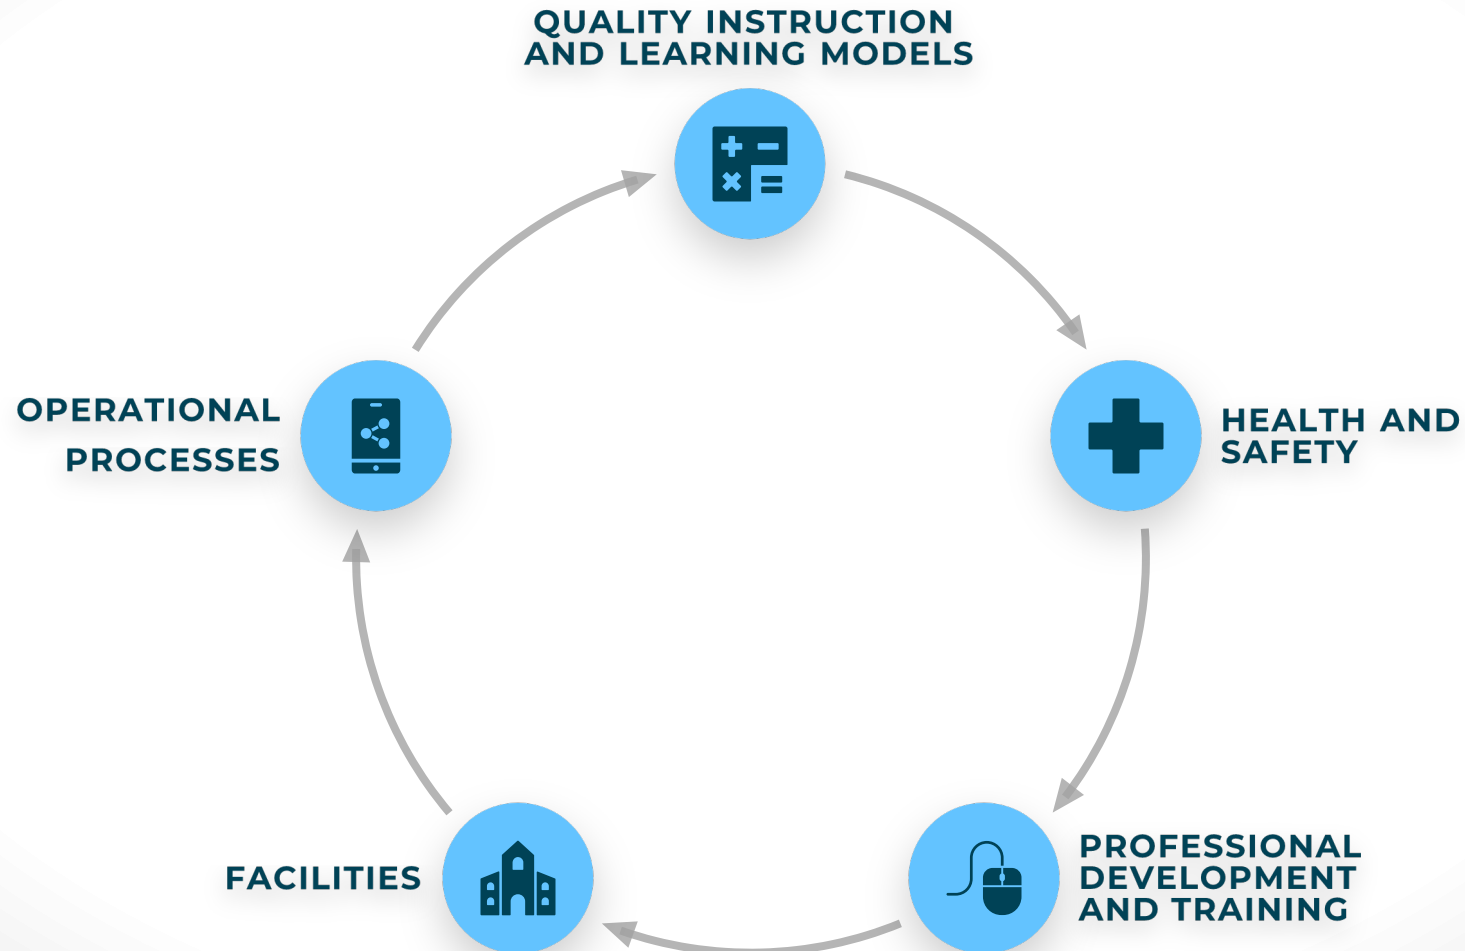 QUALITY INSTRUCTION
AND LEARNING MODELS
HEALTH AND
SAFETY
PROFESSIONAL
DEVELOPMENT
AND TRAINING
FACILITIES
OPERATIONAL
PROCESSES